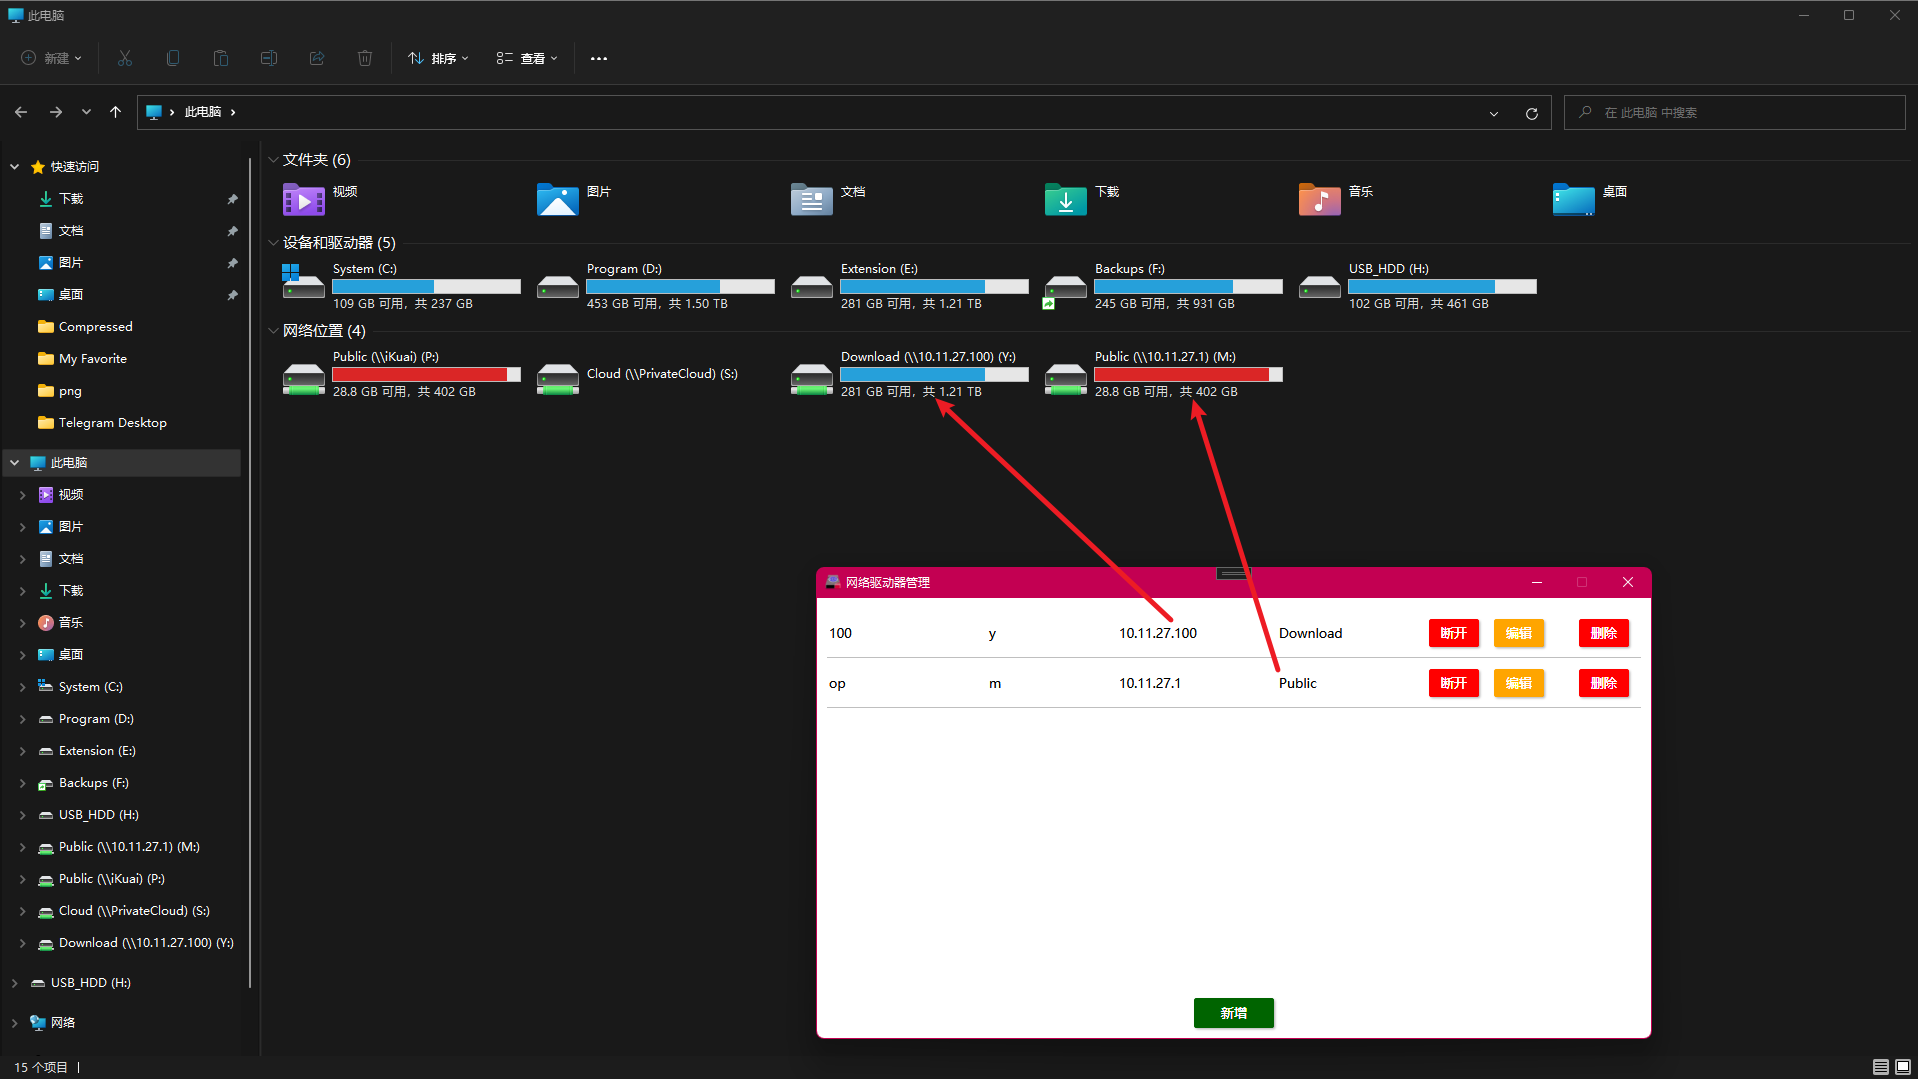 此电脑
新建
排序
查看
此电脑
在 此电脑 中搜索
快速访问
下载
文档
图片
桌面
Compressed
My Favorite
png
Telegram Desktop
此电脑
视频
图片
文档
下载
音乐
桌面
System (C:)
Program (D:)
Extension (E:)
Backups (F:)
USB_HDD (H:)
Public (\\10.11.27.1) (M:)
Public (\\iKuai) (P:)
Cloud (\\PrivateCloud) (S:)
Download (\\10.11.27.100) (Y:)
USB_HDD (H:)
网络
文件夹 (6)
视频
图片
文档
下载
音乐
桌面
设备和驱动器 (5)
System (C:)
109 GB 可用，共 237 GB
Program (D:)
453 GB 可用，共 1.50 TB
Extension (E:)
281 GB 可用，共 1.21 TB
Backups (F:)
245 GB 可用，共 931 GB
USB_HDD (H:)
102 GB 可用，共 461 GB
网络位置 (4)
Public (\\iKuai) (P:)
28.8 GB 可用，共 402 GB
Cloud (\\PrivateCloud) (S:)
Download (\\10.11.27.100) (Y:)
281 GB 可用，共 1.21 TB
Public (\\10.11.27.1) (M:)
28.8 GB 可用，共 402 GB
网络驱动器管理
100 y 10.11.27.100 Download 断开 编辑 删除
op m 10.11.27.1 Public 断开 编辑 删除
新增
15 个项目